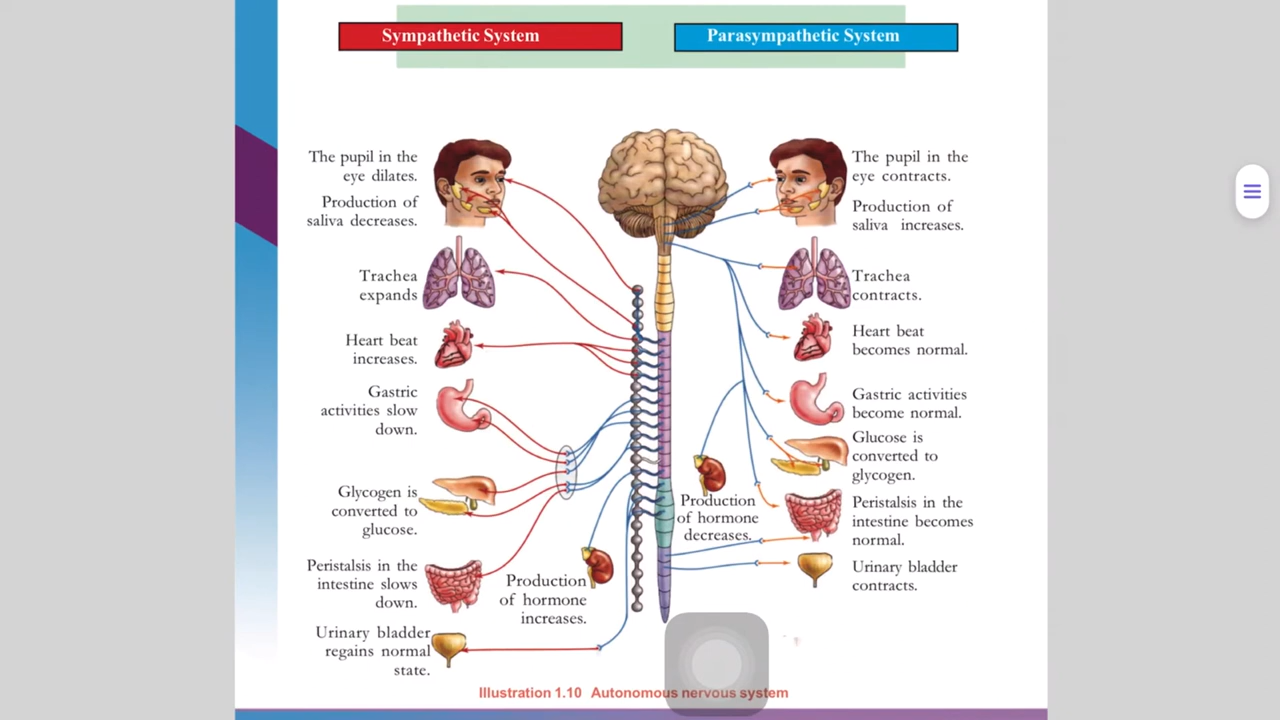 Sympathetic System
Parasympathetic System
The pupil in the
eye dilates.
Production of
saliva decreases.
Trachea
expands
Heart beat
increases.
Gastric
activities slow
down.
Glycogen is
converted to
glucose.
Peristalsis in the
intestine slows
down.
Urinary bladder
regains normal
state.
Production
of hormone
increases.
Production
of hormone
decreases.
The pupil in the
eye contracts.
Production of
saliva increases.
Trachea
contracts.
Heart beat
becomes normal.
Gastric activities
become normal.
Glucose is
converted to
glycogen.
Peristalsis in the
intestine becomes
normal.
Urinary bladder
contracts.
Illustration 1.10 Autonomous nervous system